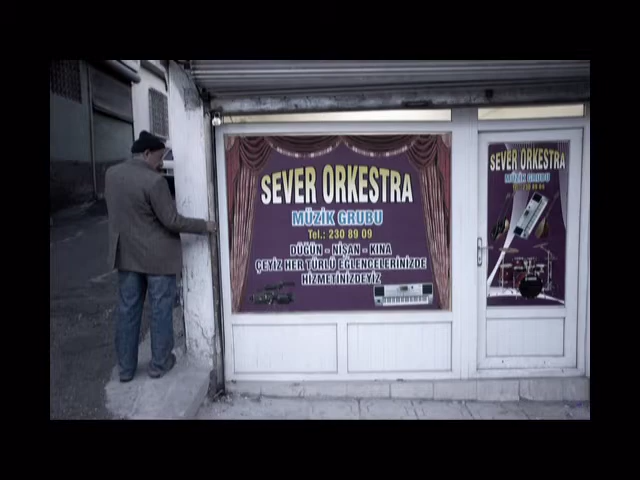 SEVER ORKESTRA
MÜZİK GRUBU
Tel.: 230 89 09
DÜĞÜN - NİŞAN - KINA
ÇEYİZ HER TÜRLÜ EĞLENCELERİNİZDE
HİZMETİNİZDEYİZ
SEVER ORKESTRA
MÜZİK GRUBU